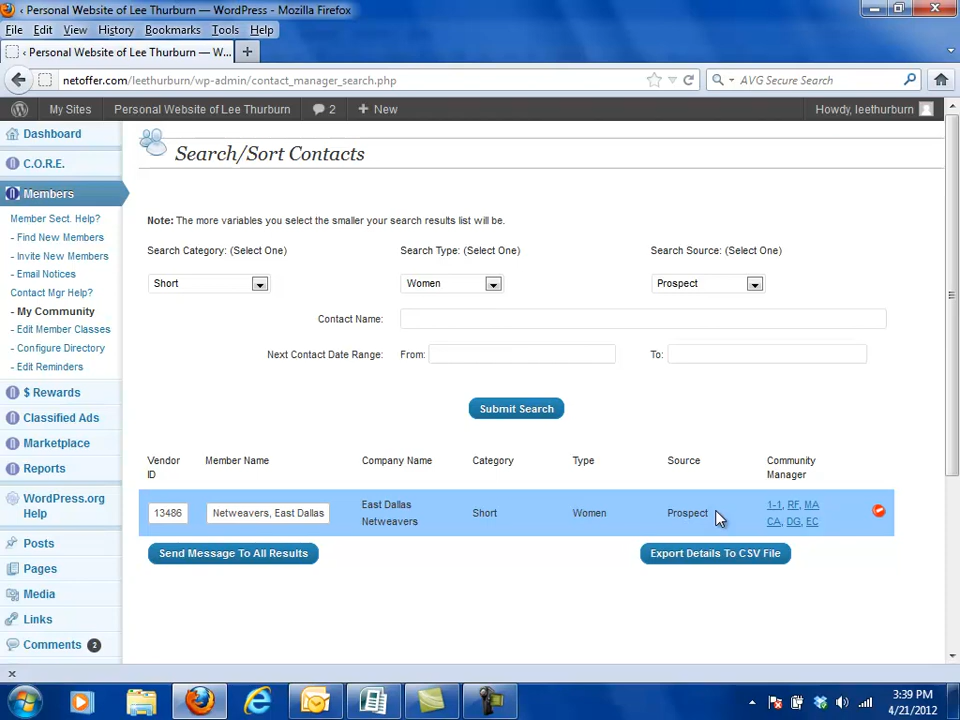 ‹ Personal Website of Lee Thurburn — WordPress - Mozilla Firefox
File Edit View History Bookmarks Tools Help
‹ Personal Website of Lee Thurburn — W... +
netoffer.com/leethurburn/wp-admin/contact_manager_search.php AVG Secure Search
My Sites Personal Website of Lee Thurburn 2 + New Howdy, leethurburn
Dashboard
C.O.R.E.
Members
Member Sect. Help?
- Find New Members
- Invite New Members
- Email Notices
Contact Mgr Help?
- My Community
- Edit Member Classes
- Configure Directory
- Edit Reminders
$ Rewards
Classified Ads
Marketplace
Reports
WordPress.org
Help
Posts
Pages
Media
Links
Comments 2
Search/Sort Contacts
Note: The more variables you select the smaller your search results list will be.
Search Category: (Select One) Search Type: (Select One) Search Source: (Select One)
Short Women Prospect
Contact Name:
Next Contact Date Range: From: To:
Submit Search
Vendor ID Member Name Company Name Category Type Source Community Manager
13486 Netweavers, East Dallas East Dallas Netweavers Short Women Prospect 1-1, RF, MA
CA, DG, EC
Send Message To All Results Export Details To CSV File
x
3:39 PM
4/21/2012